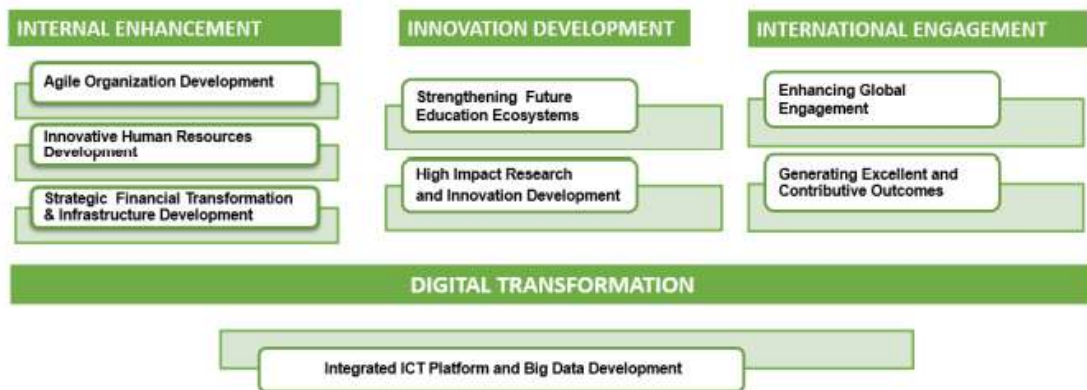 INTERNAL ENHANCEMENT
Agile Organization Development
Innovative Human Resources
Development
Strategic Financial Transformation
& Infrastructure Development
INNOVATION DEVELOPMENT
Strengthening Future
Education Ecosystems
High Impact Research
and Innovation Development
INTERNATIONAL ENGAGEMENT
Enhancing Global
Engagement
Generating Excellent and
Contributive Outcomes
DIGITAL TRANSFORMATION
Integrated ICT Platform and Big Data Development